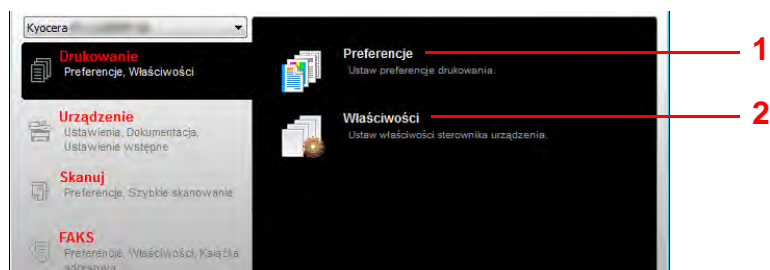 Kyocera
Drukowanie
Preferencje, Właściwości
Urządzenie
Ustawienia, Dokumentacja,
Ustawienie wstępne
Skanuj
Preferencje, Szybkie skanowanie
FAKS
Preferencje, Właściwości, Książka
adresowa
Preferencje
Ustaw preferencje drukowania.
Właściwości
Ustaw właściwości sterownika urządzenia.
1
2